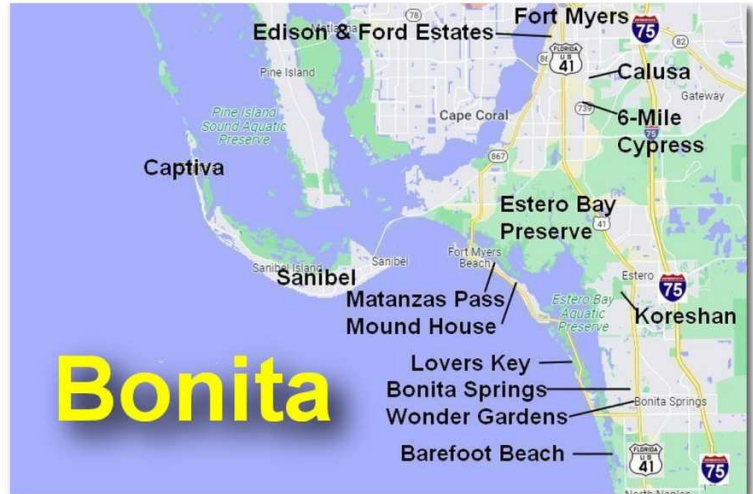 78
Fort Myers
Edison & Ford Estates
Matlacha
FLORIDA
U S
41
75
82
Pine Island
Calusa
Gateway
Pine Island
Sound Aquatic
Preserve
Cape Coral
739
6-Mile
Cypress
75
867
Captiva
Estero Bay
Preserve
41
Fort Myers
Beach
Sanibel Island
Sanibel
Sanibel
Estero
75
Matanzas Pass
Mound House
Estero Bay
Aquatic
Preserve
Koreshan
Lovers Key
Bonita
Bonita Springs
Wonder Gardens
Bonita Springs
Barefoot Beach
FLORIDA
U S
41
75
North Naples